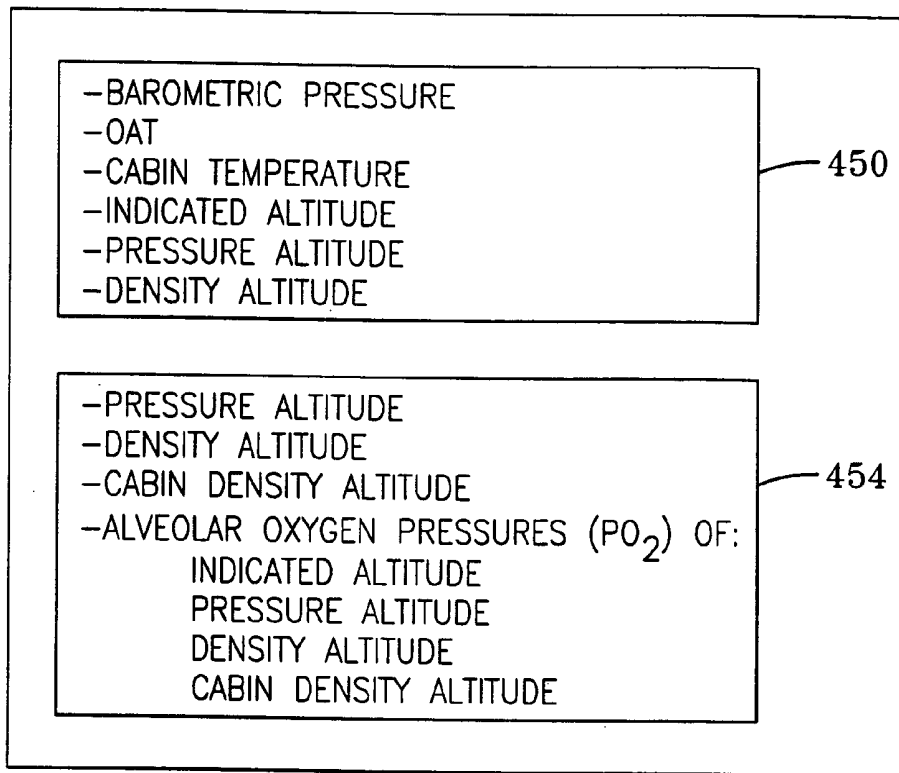 -BAROMETRIC PRESSURE
-OAT
-CABIN TEMPERATURE
-INDICATED ALTITUDE
-PRESSURE ALTITUDE
-DENSITY ALTITUDE
450
-PRESSURE ALTITUDE
-DENSITY ALTITUDE
-CABIN DENSITY ALTITUDE
-ALVEOLAR OXYGEN PRESSURES (PO₂) OF:
INDICATED ALTITUDE
PRESSURE ALTITUDE
DENSITY ALTITUDE
CABIN DENSITY ALTITUDE
454